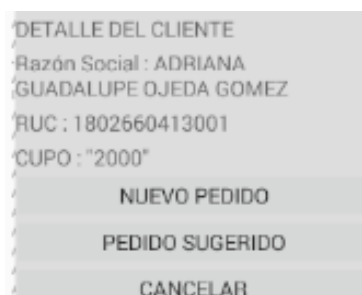 DETALLE DEL CLIENTE
Razón Social : ADRIANA
GUADALUPE OJEDA GOMEZ
RUC : 1802660413001
CUPO : "2000"
NUEVO PEDIDO
PEDIDO SUGERIDO
CANCELAR